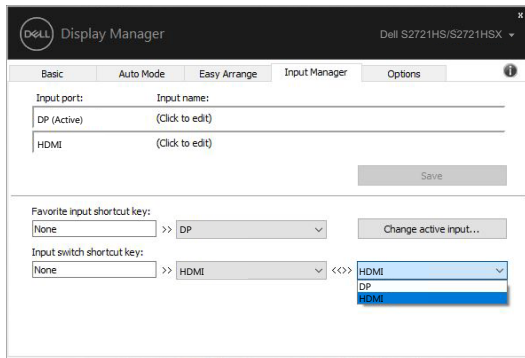 DELL Display Manager Dell S2721HS/S2721HSX
x
Basic Auto Mode Easy Arrange Input Manager Options
Input port: Input name:
DP (Active) (Click to edit)
HDMI (Click to edit)
Save
Favorite input shortcut key:
None >> DP Change active input...
Input switch shortcut key:
None >> HDMI <<>> HDMI
DP
HDMI